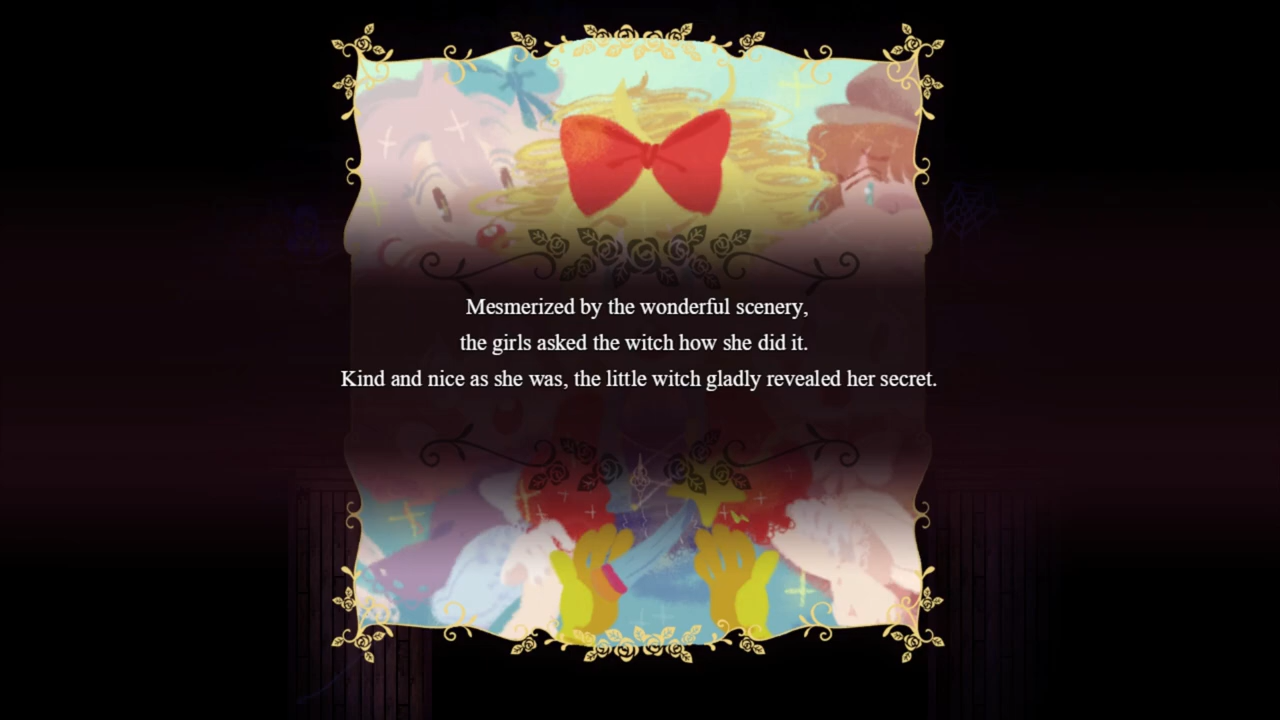 Mesmerized by the wonderful scenery,
the girls asked the witch how she did it.
Kind and nice as she was, the little witch gladly revealed her secret.